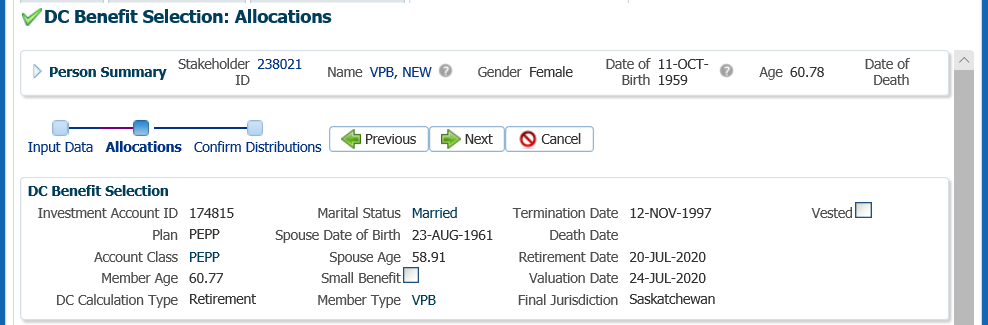 DC Benefit Selection: Allocations
Person Summary Stakeholder ID 238021 Name VPB, NEW Gender Female Date of Birth 11-OCT-1959 Age 60.78 Date of Death
Input Data Allocations Confirm Distributions Previous Next Cancel
DC Benefit Selection
Investment Account ID 174815 Marital Status Married Termination Date 12-NOV-1997 Vested
Plan PEPP Spouse Date of Birth 23-AUG-1961 Death Date
Account Class PEPP Spouse Age 58.91 Retirement Date 20-JUL-2020
Member Age 60.77 Small Benefit Valuation Date 24-JUL-2020
DC Calculation Type Retirement Member Type VPB Final Jurisdiction Saskatchewan